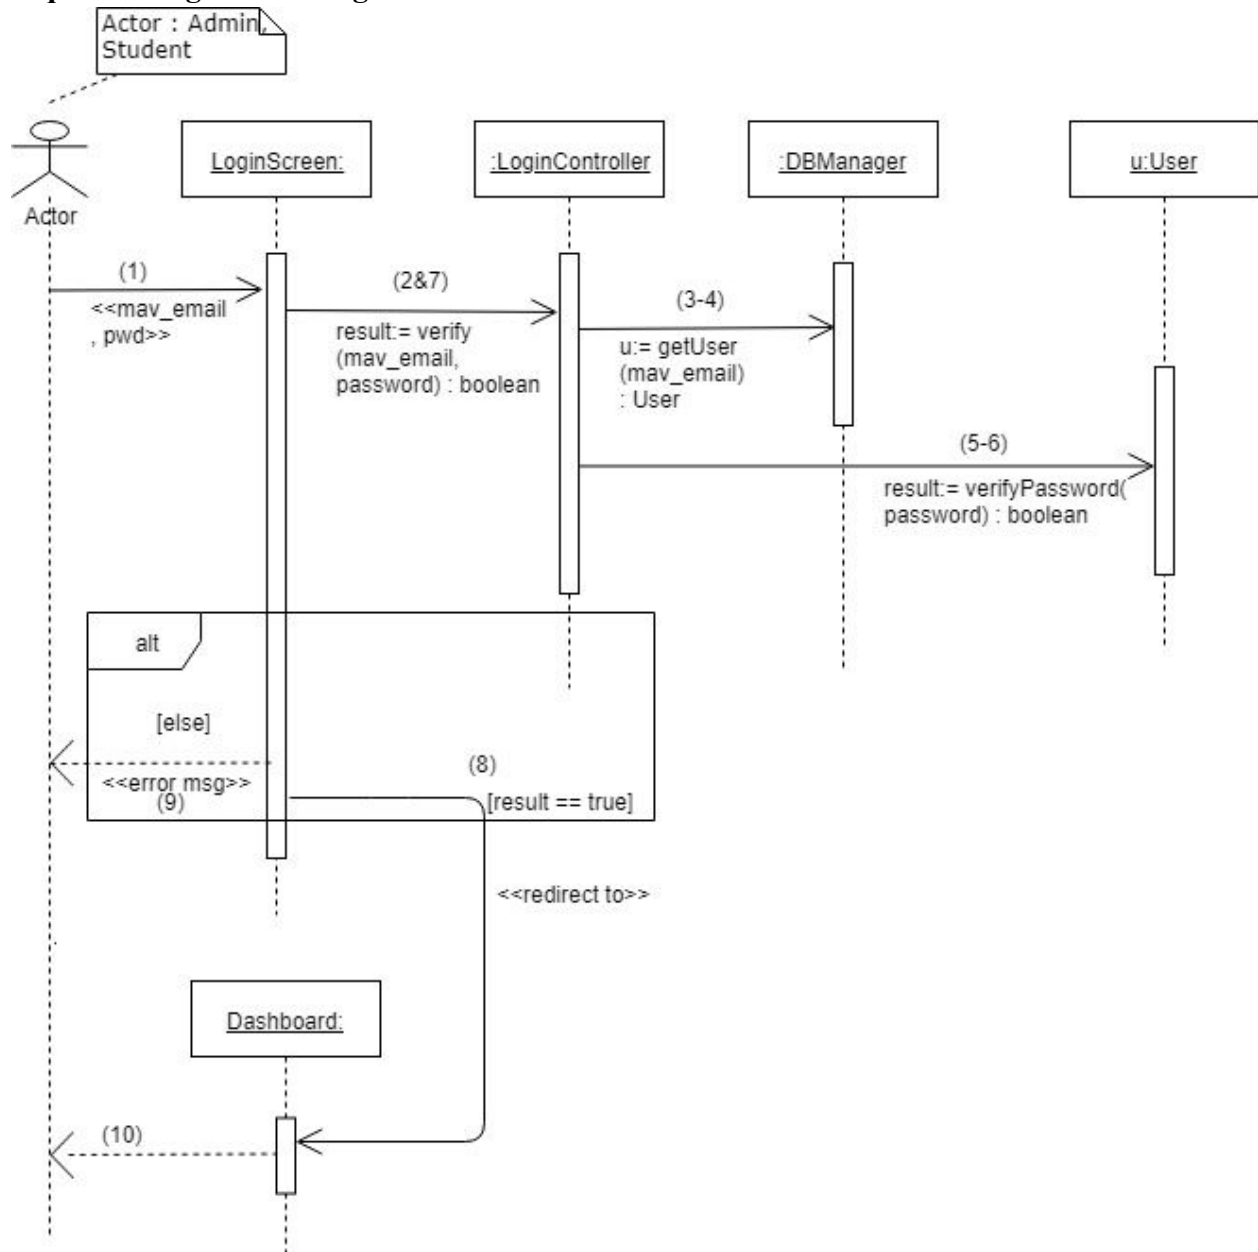 Actor : Admin,
Student
Actor
LoginScreen:
:LoginController
:DBManager
u:User
(1)
<<mav_email
, pwd>>
(2&7)
result:= verify
(mav_email,
password) : boolean
(3-4)
u:= getUser
(mav_email)
: User
(5-6)
result:= verifyPassword(
password) : boolean
alt
[else]
<<error msg>>
(9)
(8)
[result == true]
<<redirect to>>
Dashboard:
(10)